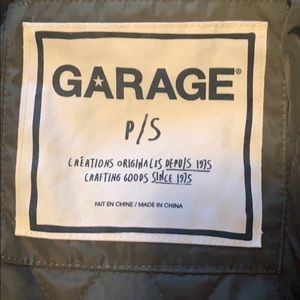 GARAGE®
P/S
CRÉATIONS ORIGINALES DEPUIS 1975
CRAFTING GOODS SINCE 1975
FAIT EN CHINE / MADE IN CHINA